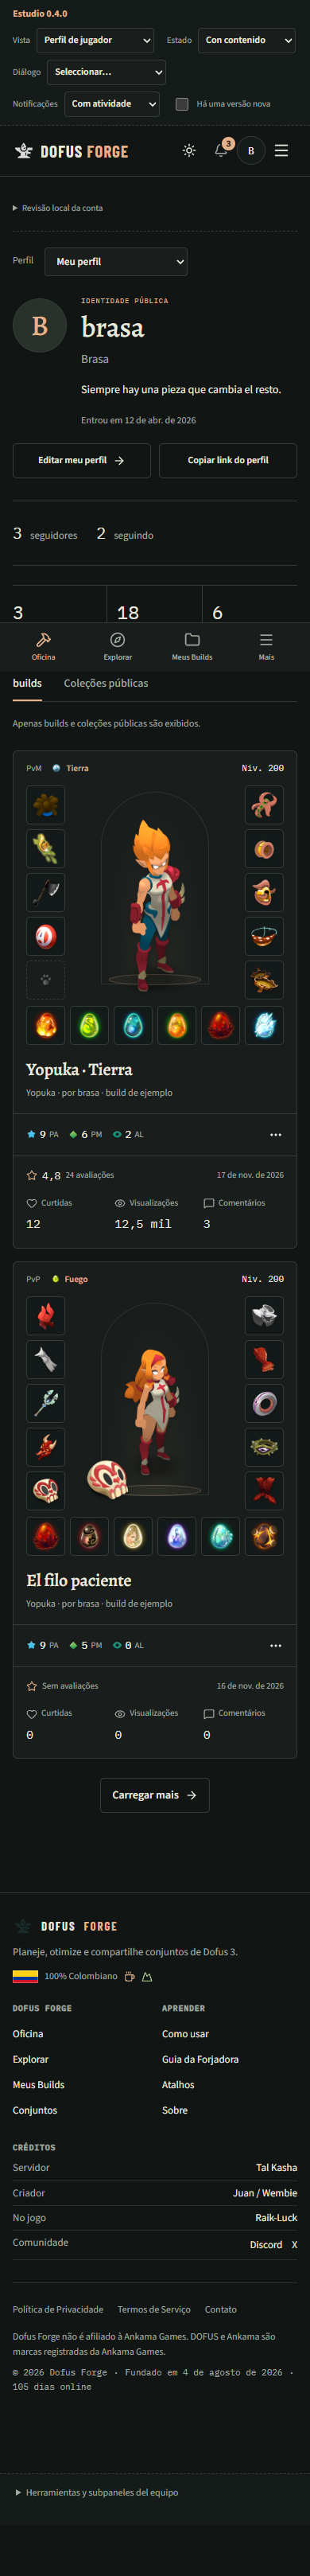 Estudio 0.4.0
Vista Perfil de jugador Estado Con contenido
Diálogo Seleccionar...
Notificações Com atividade Há uma versão nova
DOFUS FORGE 3 B
Revisão local da conta
Perfil Meu perfil
B
IDENTIDADE PÚBLICA
brasa
Brasa
Siempre hay una pieza que cambia el resto.
Entrou em 12 de abr. de 2026
Editar meu perfil Copiar link do perfil
3 seguidores 2 seguindo
3 18 6
Oficina Explorar Meus Builds Mais
builds Coleções públicas
Apenas builds e coleções públicas são exibidos.
PvM Tierra Niv. 200
Yopuka · Tierra
Yopuka · por brasa · build de ejemplo
9 PA 6 PM 2 AL
4,8 24 avaliações 17 de nov. de 2026
Curtidas Visualizações Comentários
12 12,5 mil 3
PvP Fuego Niv. 200
El filo paciente
Yopuka · por brasa · build de ejemplo
9 PA 5 PM 0 AL
Sem avaliações 16 de nov. de 2026
Curtidas Visualizações Comentários
0 0 0
Carregar mais
DOFUS FORGE
Planeje, otimize e compartilhe conjuntos de Dofus 3.
100% Colombiano
DOFUS FORGE APRENDER
Oficina Como usar
Explorar Guia da Forjadora
Meus Builds Atalhos
Conjuntos Sobre
CRÉDITOS
Servidor Tal Kasha
Criador Juan / Wembie
No jogo Raik-Luck
Comunidade Discord X
Política de Privacidade Termos de Serviço Contato
Dofus Forge não é afiliado à Ankama Games. DOFUS e Ankama são
marcas registradas da Ankama Games.
© 2026 Dofus Forge · Fundado em 4 de agosto de 2026 ·
105 dias online
Herramientas y subpaneles del equipo